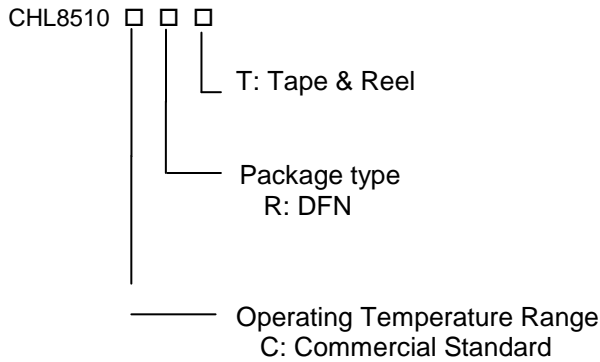 CHL8510 □ □ □
T: Tape & Reel
Package type
R: DFN
Operating Temperature Range
C: Commercial Standard